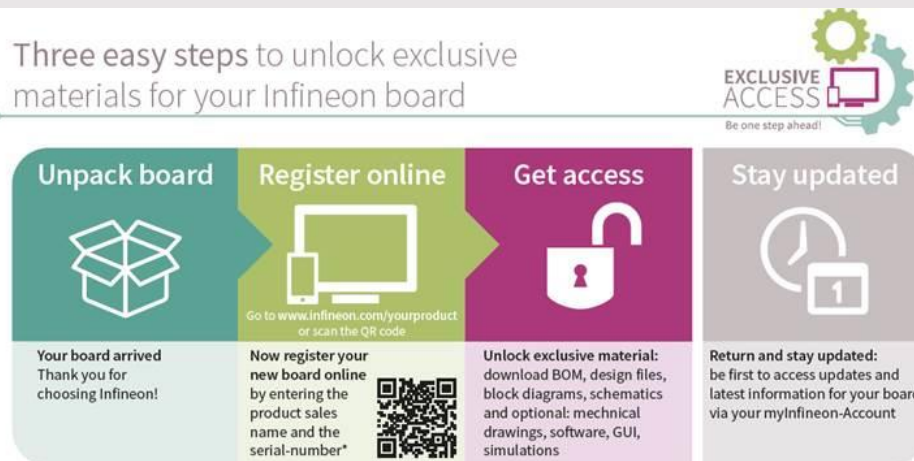 Three easy steps to unlock exclusive
materials for your Infineon board
EXCLUSIVE
ACCESS
Be one step ahead!
Unpack board
Register online
Get access
Stay updated
Go to www.infineon.com/yourproduct
or scan the QR code
1
Your board arrived
Thank you for
choosing Infineon!
Now register your
new board online
by entering the
product sales
name and the
serial-number*
Unlock exclusive material:
download BOM, design files,
block diagrams, schematics
and optional: mechnical
drawings, software, GUI,
simulations
Return and stay updated:
be first to access updates and
latest information for your board
via your myInfineon-Account